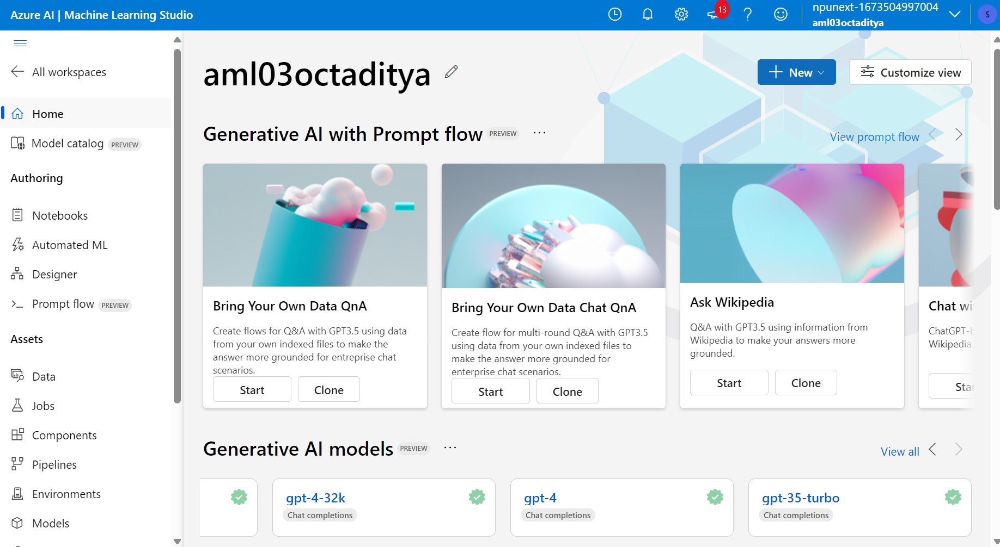 Azure AI | Machine Learning Studio
13
npunext-1673504997004
aml03octaditya
S
All workspaces
Home
Model catalog PREVIEW
Authoring
Notebooks
Automated ML
Designer
Prompt flow PREVIEW
Assets
Data
Jobs
Components
Pipelines
Environments
Models
aml03octaditya
New
Customize view
Generative AI with Prompt flow PREVIEW ...
View prompt flow
Bring Your Own Data QnA
Create flows for Q&A with GPT3.5 using data
from your own indexed files to make the
answer more grounded for entreprise chat
scenarios.
Start Clone
Bring Your Own Data Chat QnA
Create flow for multi-round Q&A with GPT3.5
using data from your own indexed files to
make the answer more grounded for
enterprise chat scenarios.
Start Clone
Ask Wikipedia
Q&A with GPT3.5 using information from
Wikipedia to make your answers more
grounded.
Start Clone
Chat
Wikipedia
Generative AI models PREVIEW ...
View all
gpt-4-32k
Chat completions
gpt-4
Chat completions
gpt-35-turbo
Chat completions